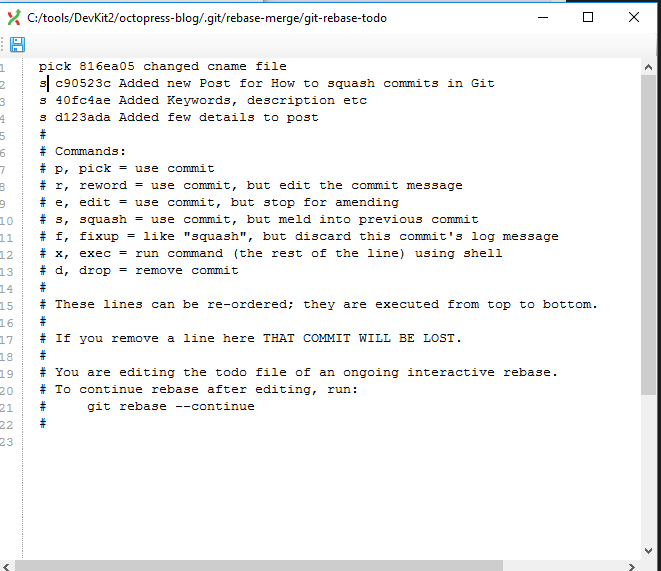 C:/tools/DevKit2/octopress-blog/.git/rebase-merge/git-rebase-todo
1 pick 816ea05 changed cname file
2 s c90523c Added new Post for How to squash commits in Git
3 s 40fc4ae Added Keywords, description etc
4 s d123ada Added few details to post
5 #
6 # Commands:
7 # p, pick = use commit
8 # r, reword = use commit, but edit the commit message
9 # e, edit = use commit, but stop for amending
10 # s, squash = use commit, but meld into previous commit
11 # f, fixup = like "squash", but discard this commit's log message
12 # x, exec = run command (the rest of the line) using shell
13 # d, drop = remove commit
14 #
15 # These lines can be re-ordered; they are executed from top to bottom.
16 #
17 # If you remove a line here THAT COMMIT WILL BE LOST.
18 #
19 # You are editing the todo file of an ongoing interactive rebase.
20 # To continue rebase after editing, run:
21 #     git rebase --continue
22 #
23